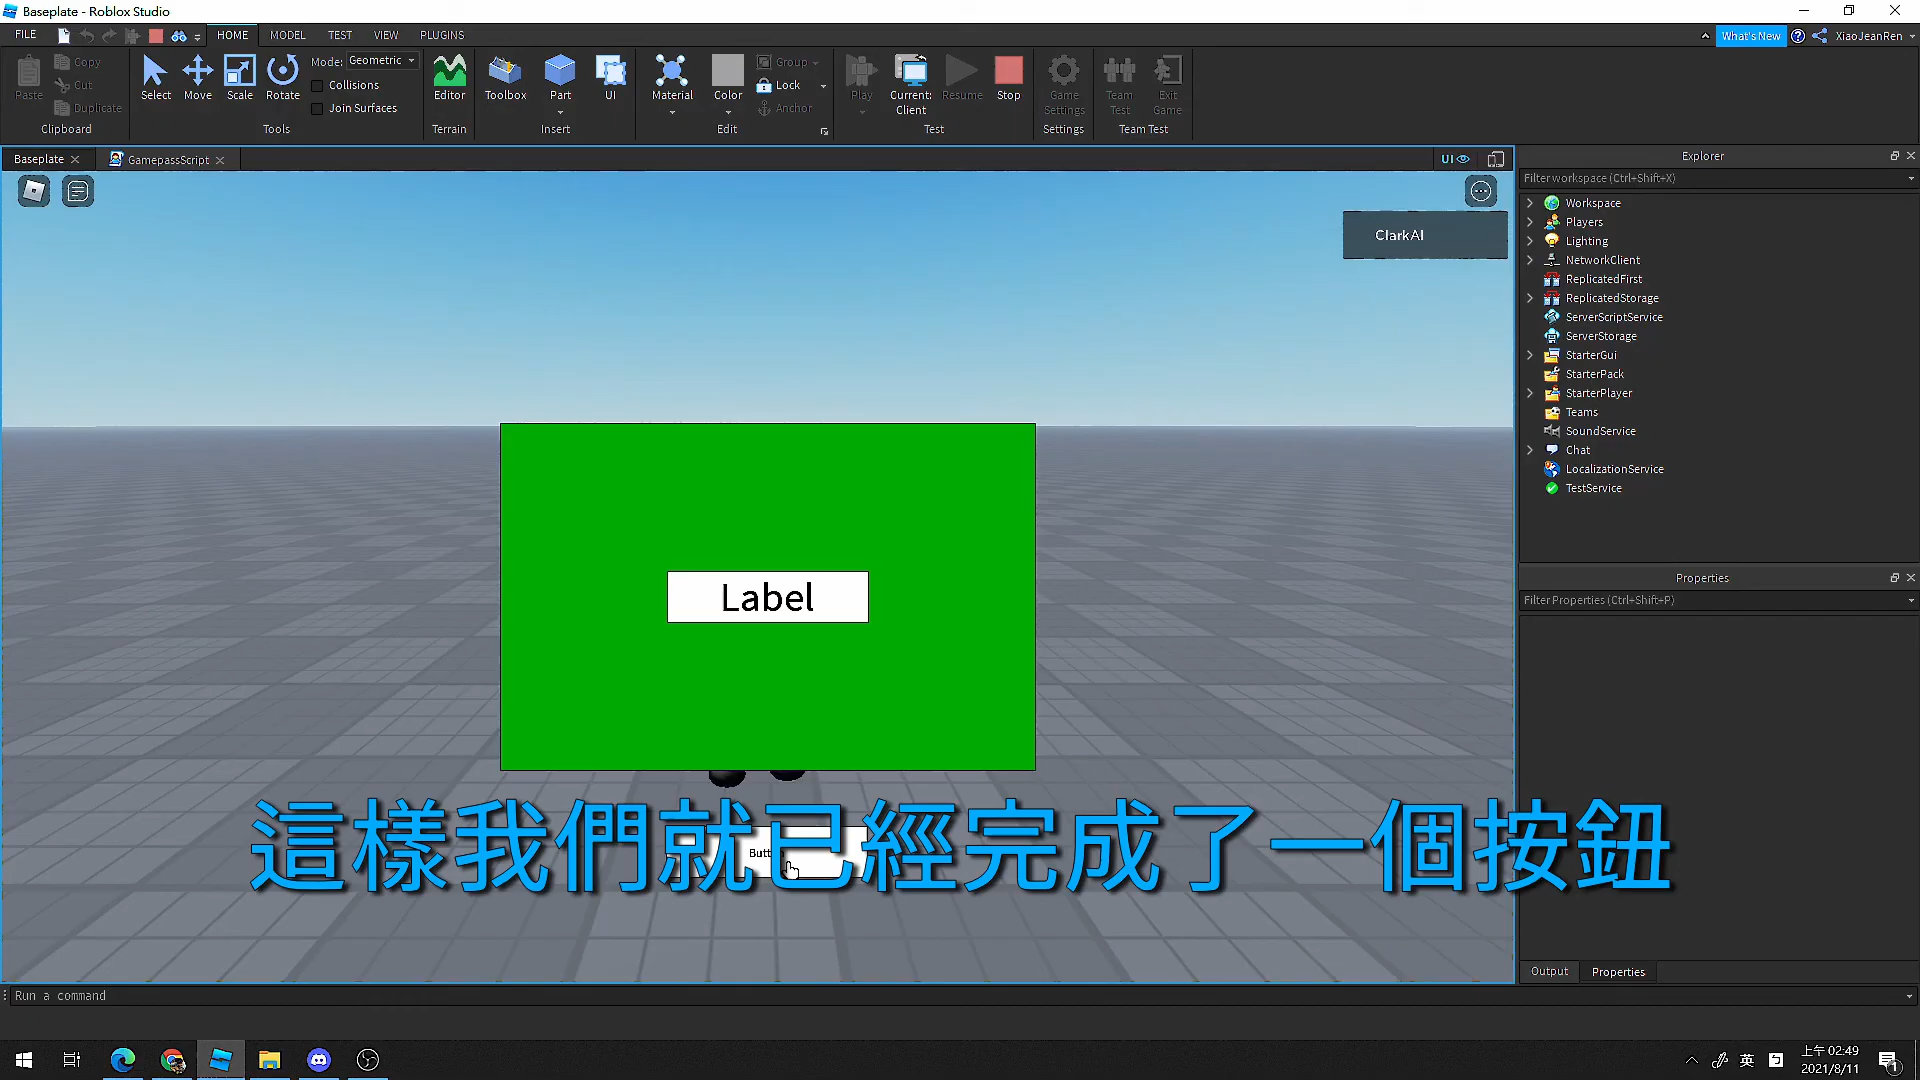 Baseplate - Roblox Studio
FILE
HOME
MODEL
TEST
VIEW
PLUGINS
What's New
XiaoJeanRen
Paste
Copy
Cut
Duplicate
Clipboard
Select
Move
Scale
Rotate
Mode: Geometric
Collisions
Join Surfaces
Tools
Editor
Terrain
Toolbox
Part
UI
Insert
Material
Color
Group
Lock
Anchor
Edit
Play
Current:
Client
Resume
Stop
Test
Game
Settings
Settings
Team
Test
Exit
Game
Team Test
Baseplate
GamepassScript
UI
ClarkAI
Label
這樣我們就已經完成了一個按鈕
Explorer
Filter workspace (Ctrl+Shift+X)
Workspace
Players
Lighting
NetworkClient
ReplicatedFirst
ReplicatedStorage
ServerScriptService
ServerStorage
StarterGui
StarterPack
StarterPlayer
Teams
SoundService
Chat
LocalizationService
TestService
Properties
Filter Properties (Ctrl+Shift+P)
Output
Properties
Run a command
英
上午 02:49
2021/8/11
1